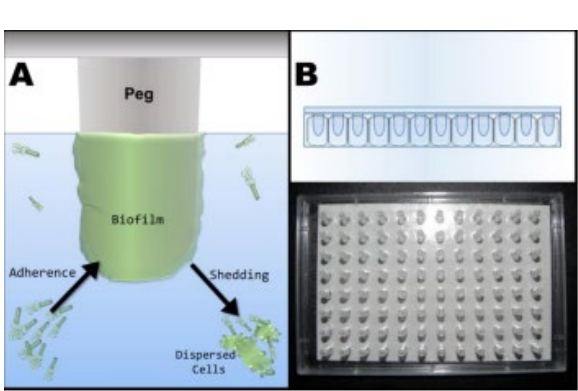 A
B
Peg
Biofilm
Adherence
Shedding
Dispersed
Cells